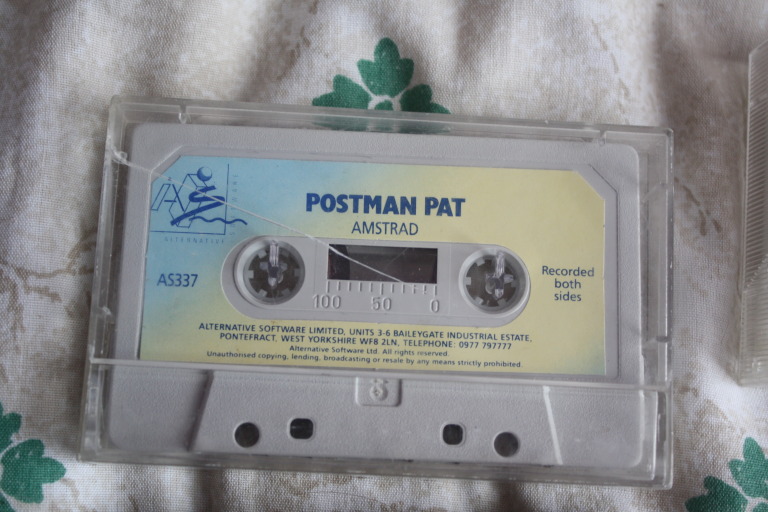 POSTMAN PAT
AMSTRAD
ALTERNATIVE
AS337
Recorded
both
sides
100 50 0
ALTERNATIVE SOFTWARE LIMITED, UNITS 3-6 BAILEYGATE INDUSTRIAL ESTATE,
PONTEFRACT, WEST YORKSHIRE WF8 2LN, TELEPHONE: 0977 797777
Alternative Software Ltd. All rights reserved.
Unauthorised copying, lending, broadcasting or resale by any means strictly prohibited